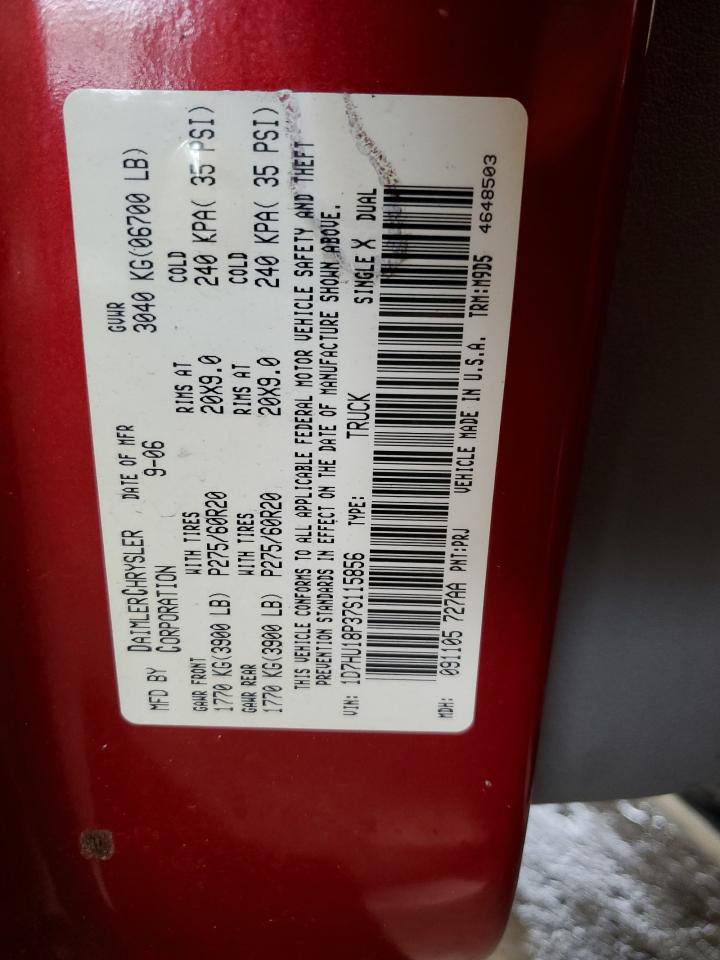 MFD BY DAIMLERCHRYSLER CORPORATION
DATE OF MFR 9-06
GVWR 3040 KG(06700 LB)
GAWR FRONT WITH TIRES RIMS AT COLD
1770 KG(3900 LB) P275/60R20 20X9.0 240 KPA( 35 PSI)
GAWR REAR WITH TIRES RIMS AT COLD
1770 KG(3900 LB) P275/60R20 20X9.0 240 KPA( 35 PSI)
THIS VEHICLE CONFORMS TO ALL APPLICABLE FEDERAL MOTOR VEHICLE SAFETY AND THEFT
PREVENTION STANDARDS IN EFFECT ON THE DATE OF MANUFACTURE SHOWN ABOVE.
VIN: 1D7HU18P37S115856 TYPE: TRUCK SINGLE X DUAL
MDH: 091105 727AA PNT:PRJ VEHICLE MADE IN U.S.A. TRM:M9D5 4648503